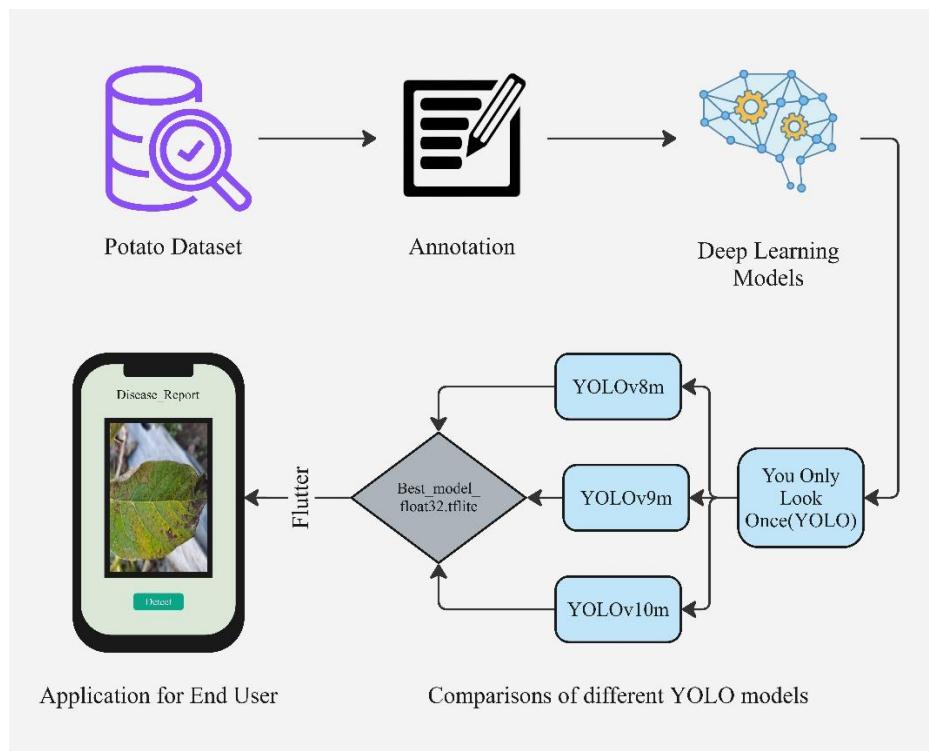 Potato Dataset
Annotation
Deep Learning
Models
Disease_Report
Detect
Flutter
Best_model_
float32.tflite
YOLOv8m
YOLOv9m
YOLOv10m
You Only
Look
Once(YOLO)
Application for End User
Comparisons of different YOLO models